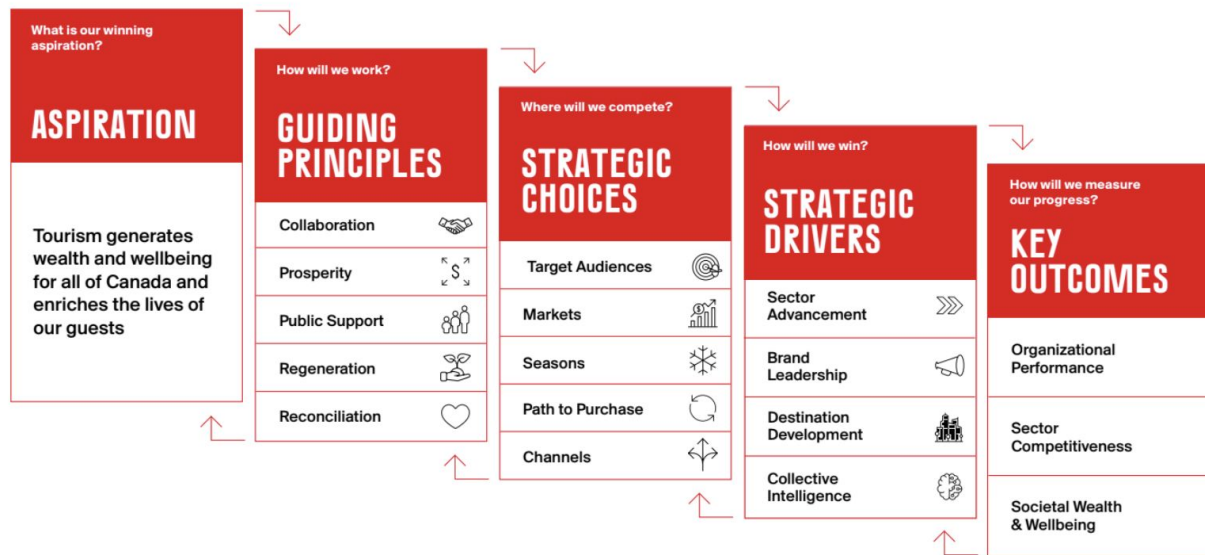 What is our winning
aspiration?
ASPIRATION
Tourism generates
wealth and wellbeing
for all of Canada and
enriches the lives of
our guests
How will we work?
GUIDING
PRINCIPLES
Collaboration
Prosperity
$
Public Support
Regeneration
Reconciliation
Where will we compete?
STRATEGIC
CHOICES
Target Audiences
Markets
$
Seasons
Path to Purchase
Channels
How will we win?
STRATEGIC
DRIVERS
Sector
Advancement
Brand
Leadership
Destination
Development
Collective
Intelligence
How will we measure
our progress?
KEY
OUTCOMES
Organizational
Performance
Sector
Competitiveness
Societal Wealth
& Wellbeing